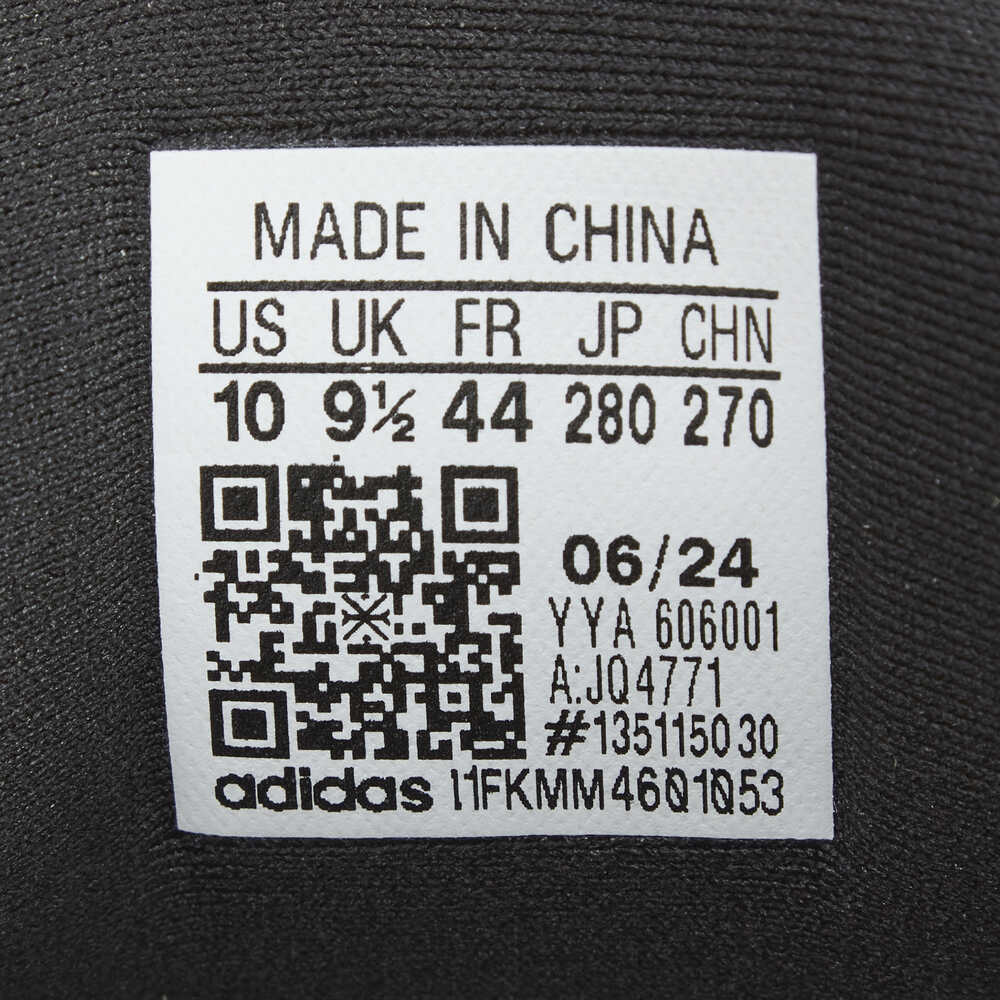 MADE IN CHINA
US UK FR JP CHN
10 9½ 44 280 270
06/24
YYA 606001
A:JQ4771
#135115030
adidas I1FKMM4601053